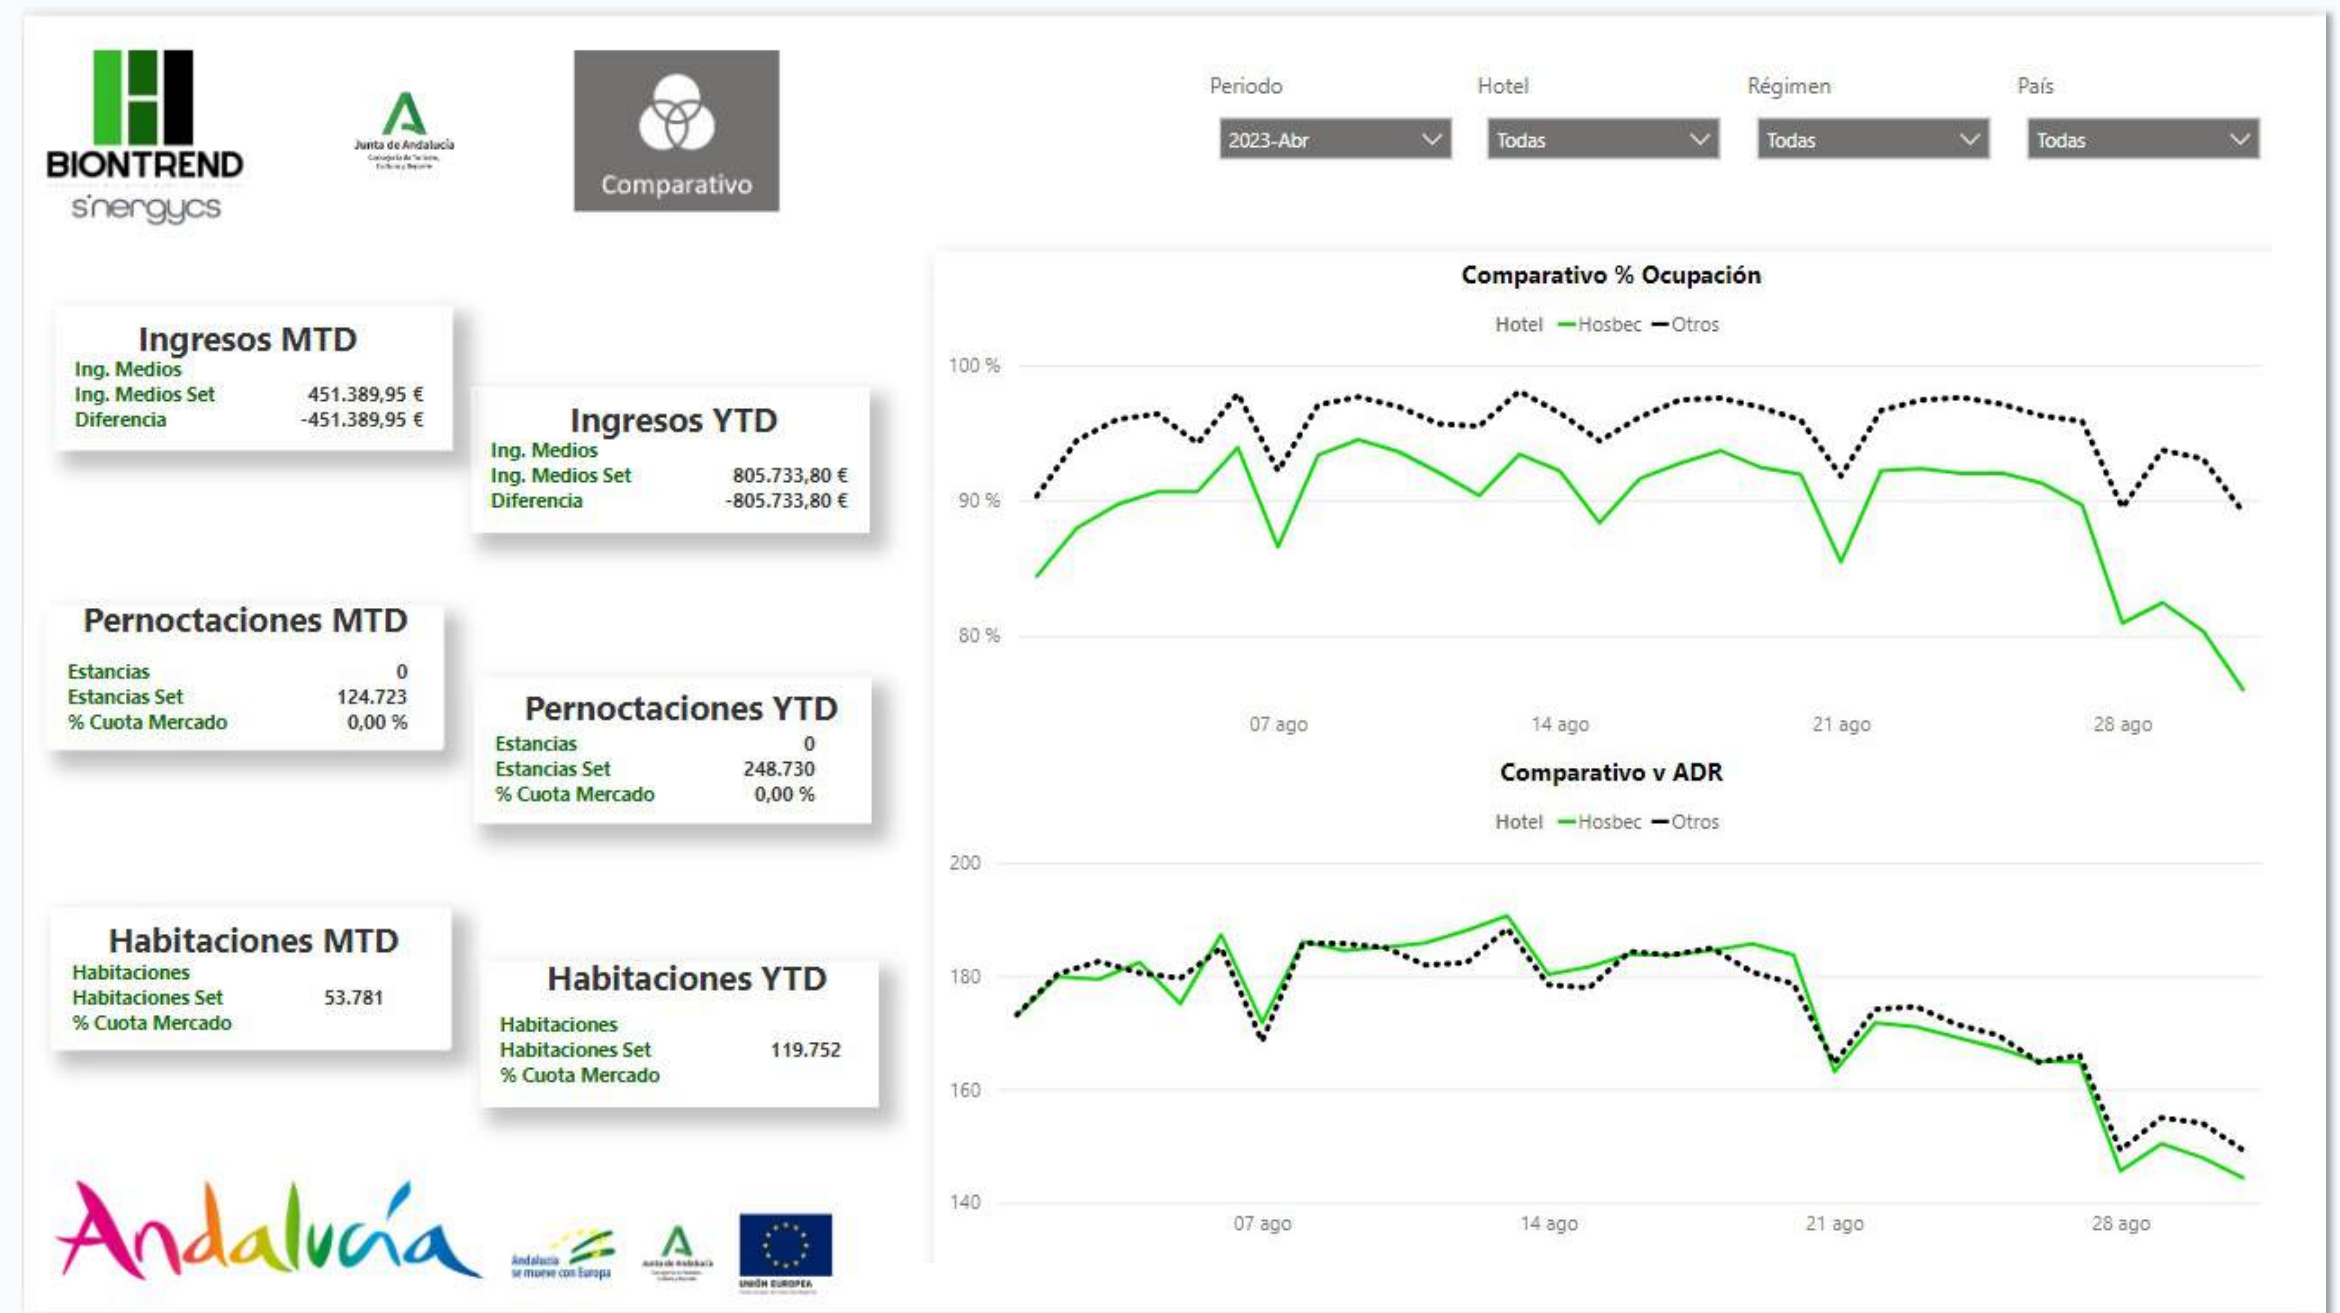 BIONTREND
s'nergycs
Junta de Andalucía
Comparativo
Periodo
Hotel
Régimen
País
2023-Abr
Todas
Todas
Todas
Ingresos MTD
Ing. Medios
Ing. Medios Set 451.389,95 €
Diferencia -451.389,95 €
Ingresos YTD
Ing. Medios
Ing. Medios Set 805.733,80 €
Diferencia -805.733,80 €
Pernoctaciones MTD
Estancias 0
Estancias Set 124.723
% Cuota Mercado 0,00 %
Pernoctaciones YTD
Estancias 0
Estancias Set 248.730
% Cuota Mercado 0,00 %
Habitaciones MTD
Habitaciones
Habitaciones Set 53.781
% Cuota Mercado
Habitaciones YTD
Habitaciones
Habitaciones Set 119.752
% Cuota Mercado
Comparativo % Ocupación
Hotel Hosbec Otros
100 %
90 %
80 %
07 ago 14 ago 21 ago 28 ago
Comparativo v ADR
Hotel Hosbec Otros
200
180
160
140
07 ago 14 ago 21 ago 28 ago
Andalucía
Andalucía
se mueve con Europa
Junta de Andalucía
UNIÓN EUROPEA